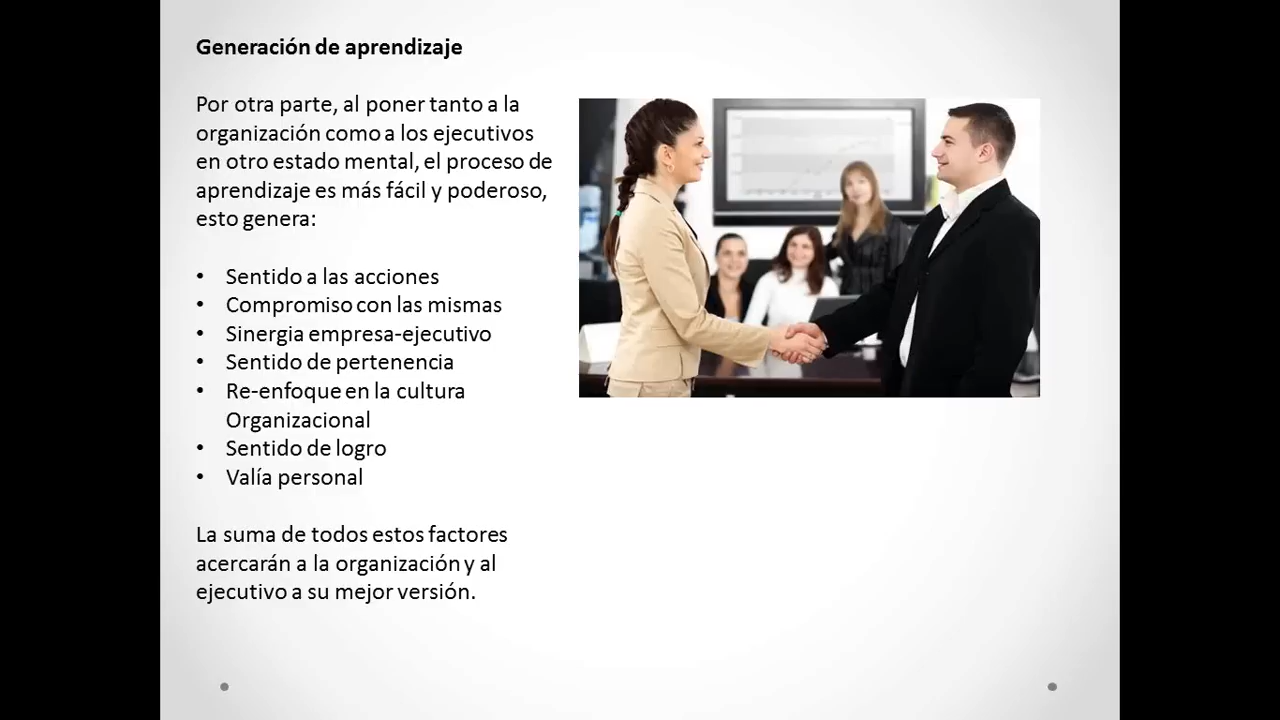 Generación de aprendizaje
Por otra parte, al poner tanto a la
organización como a los ejecutivos
en otro estado mental, el proceso de
aprendizaje es más fácil y poderoso,
esto genera:
• Sentido a las acciones
• Compromiso con las mismas
• Sinergia empresa-ejecutivo
• Sentido de pertenencia
• Re-enfoque en la cultura
Organizacional
• Sentido de logro
• Valía personal
La suma de todos estos factores
acercarán a la organización y al
ejecutivo a su mejor versión.